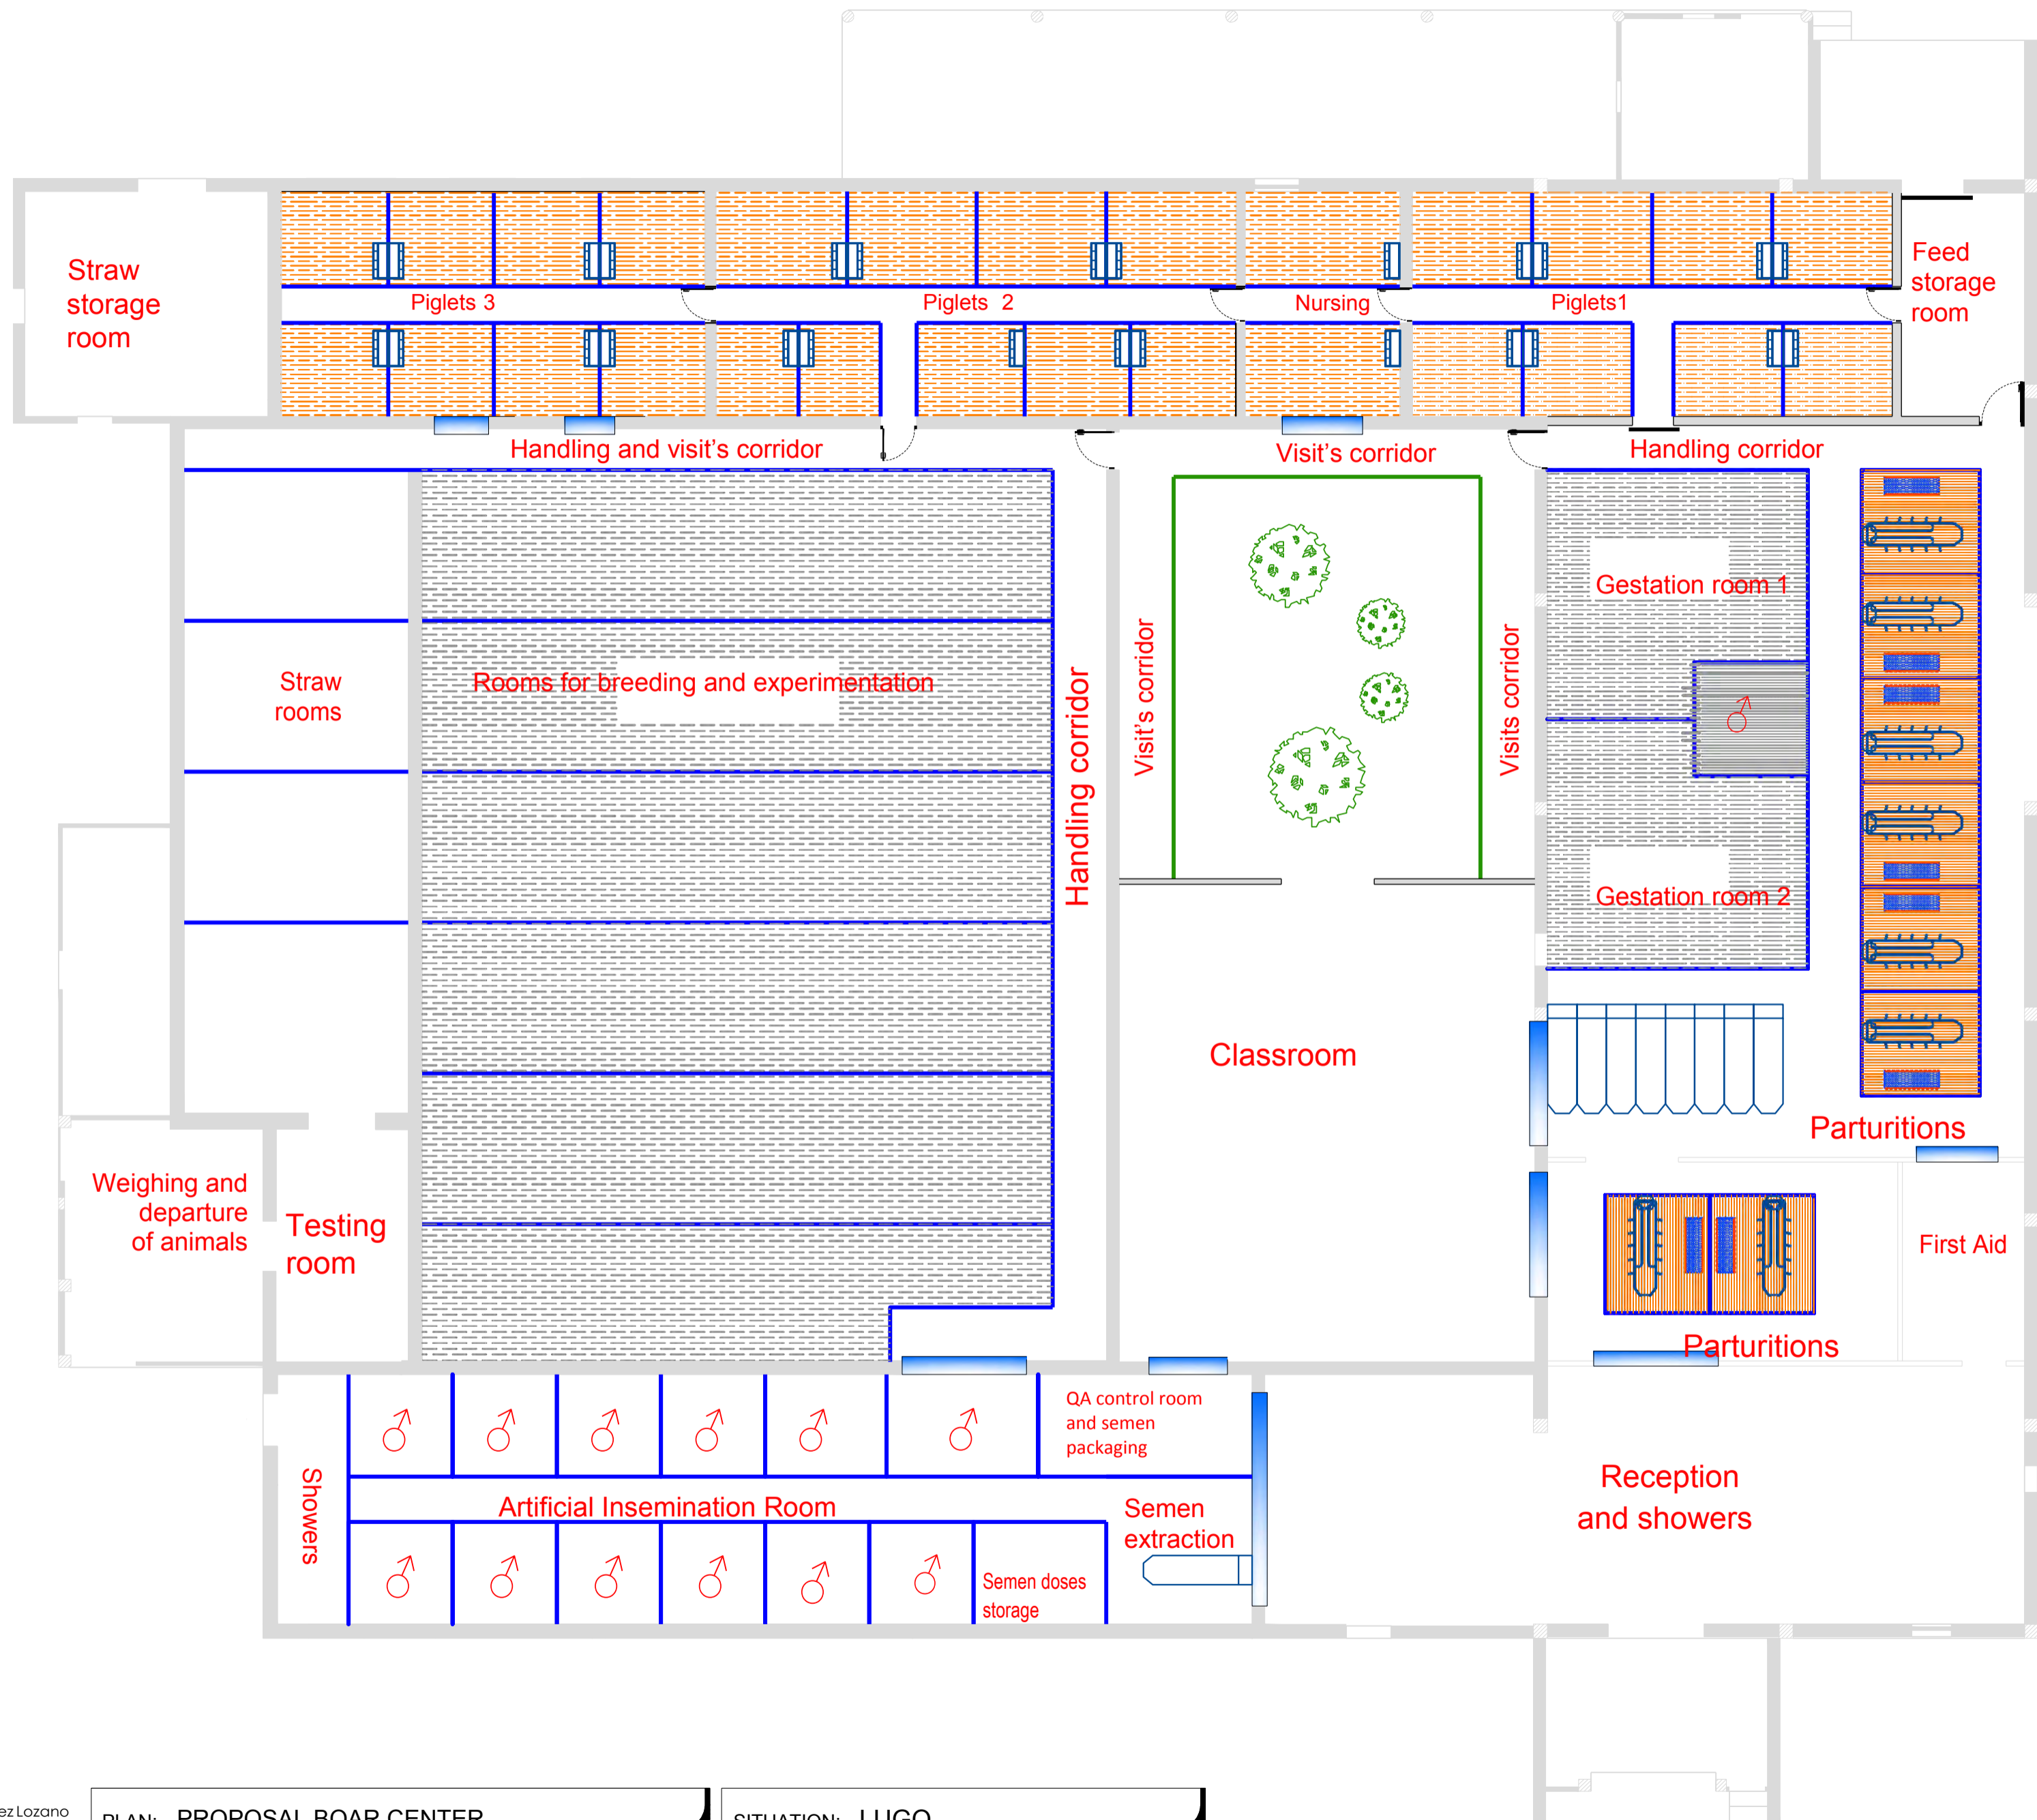 Straw
storage
room
Piglets 3
Piglets 2
Nursing
Piglets1
Feed
storage
room
Handling and visit's corridor
Visit's corridor
Handling corridor
Straw
rooms
Rooms for breeding and experimentation
Handling corridor
Visit's corridor
Visits corridor
Gestation room 1
Gestation room 2
Classroom
Parturitions
Weighing and
departure
of animals
Testing
room
First Aid
Parturitions
QA control room
and semen
packaging
Showers
Artificial Insemination Room
Semen
extraction
Semen doses
storage
Reception
and showers
ez Lozano
PLAN: PROPOSAL BOAR CENTER
SITUATION: LUGO